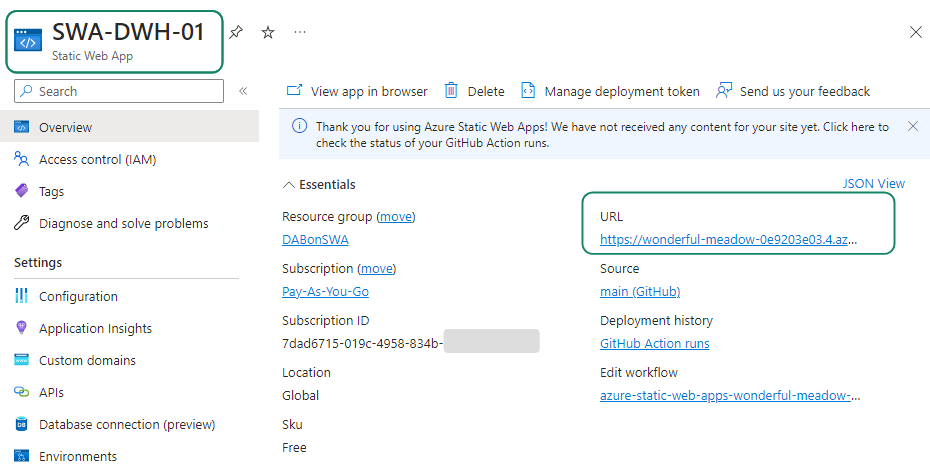 SWA-DWH-01
Static Web App
Search
View app in browser
Delete
Manage deployment token
Send us your feedback
Overview
Access control (IAM)
Tags
Diagnose and solve problems
Settings
Configuration
Application Insights
Custom domains
APIs
Database connection (preview)
Environments
Thank you for using Azure Static Web Apps! We have not received any content for your site yet. Click here to
check the status of your GitHub Action runs.
Essentials
JSON View
Resource group (move)
DABonSWA
Subscription (move)
Pay-As-You-Go
Subscription ID
7dad6715-019c-4958-834b-
Location
Global
Sku
Free
URL
https://wonderful-meadow-0e9203e03.4.az...
Source
main (GitHub)
Deployment history
GitHub Action runs
Edit workflow
azure-static-web-apps-wonderful-meadow-...